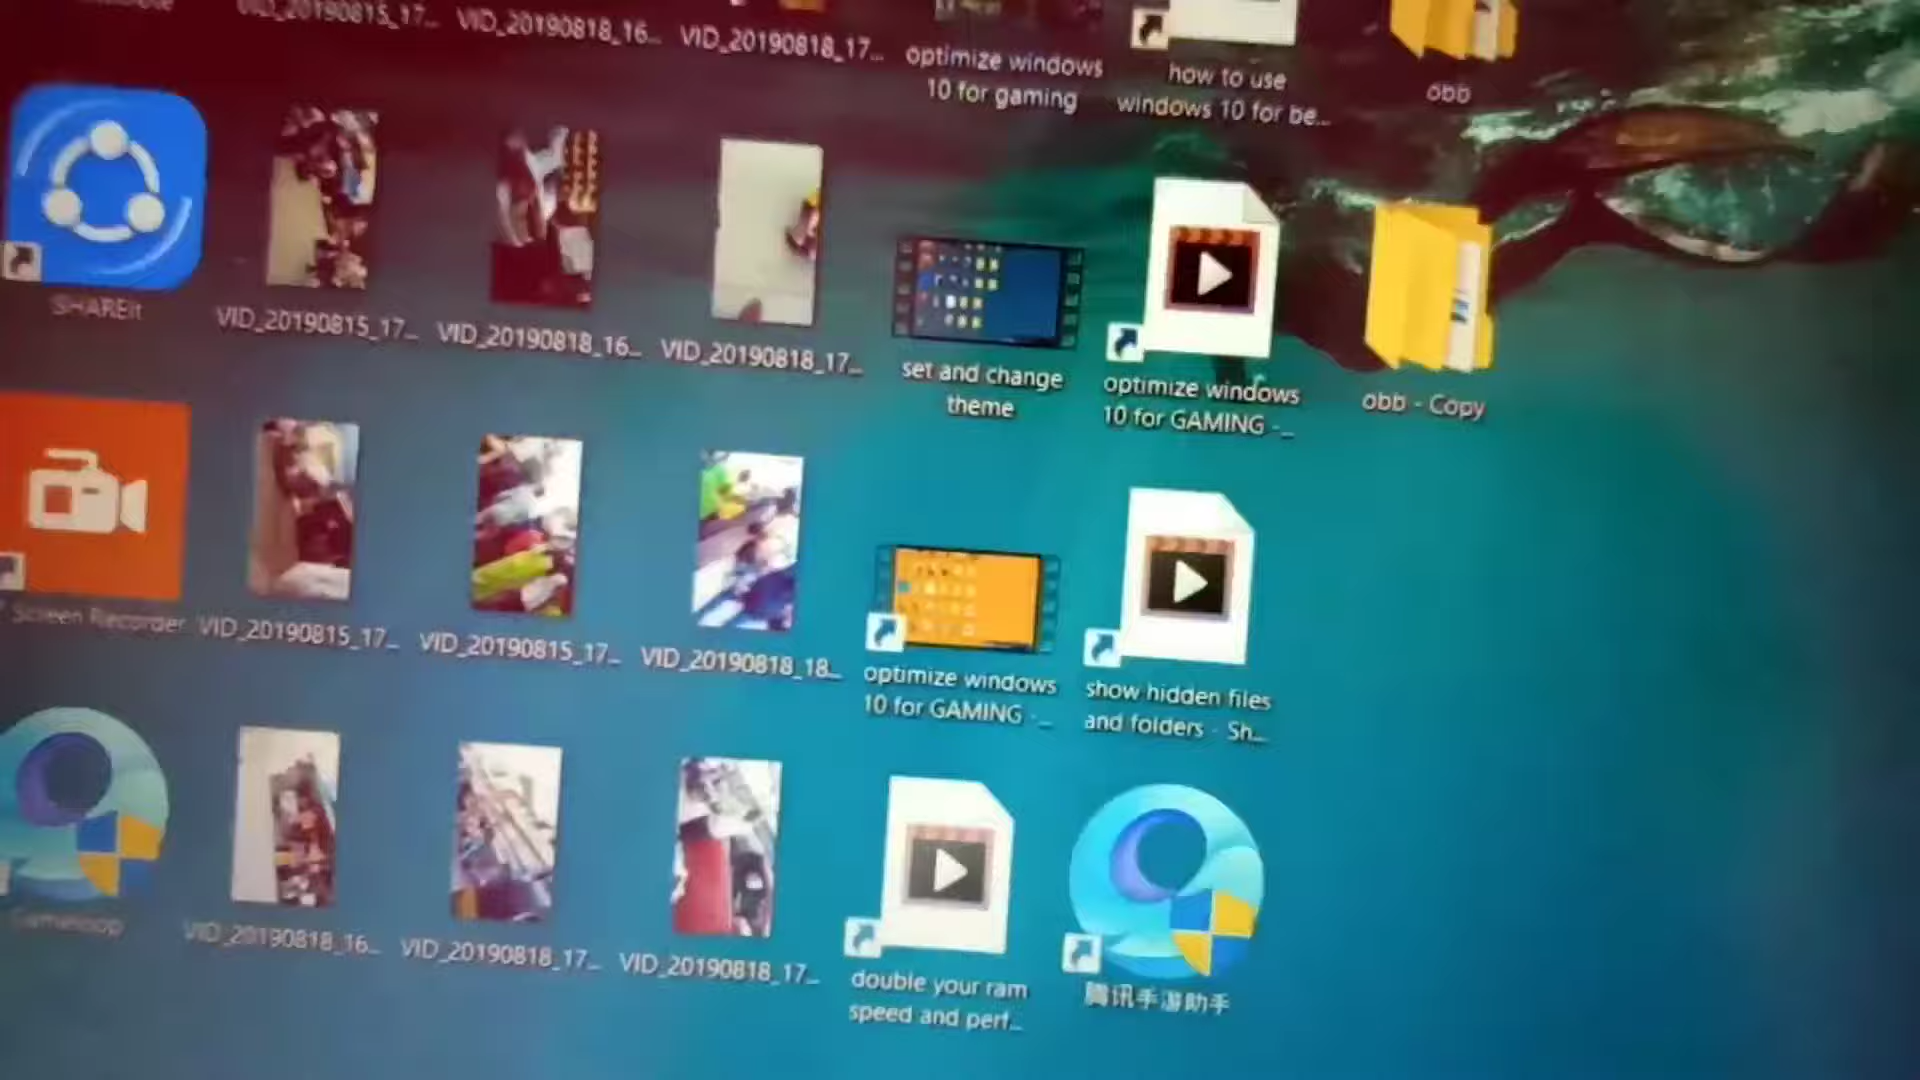 VID_20190815_17...
VID_20190818_16...
VID_20190818_17...
optimize windows
10 for gaming
how to use
windows 10 for be...
obb
SHAREit
VID_20190815_17...
VID_20190818_16...
VID_20190818_17...
set and change
theme
optimize windows
10 for GAMING -...
obb - Copy
Screen Recorder
VID_20190815_17...
VID_20190815_17...
VID_20190818_18...
optimize windows
10 for GAMING -...
show hidden files
and folders - Sh...
Gameloop
VID_20190818_16...
VID_20190818_17...
VID_20190818_17...
double your ram
speed and perf...
腾讯手游助手